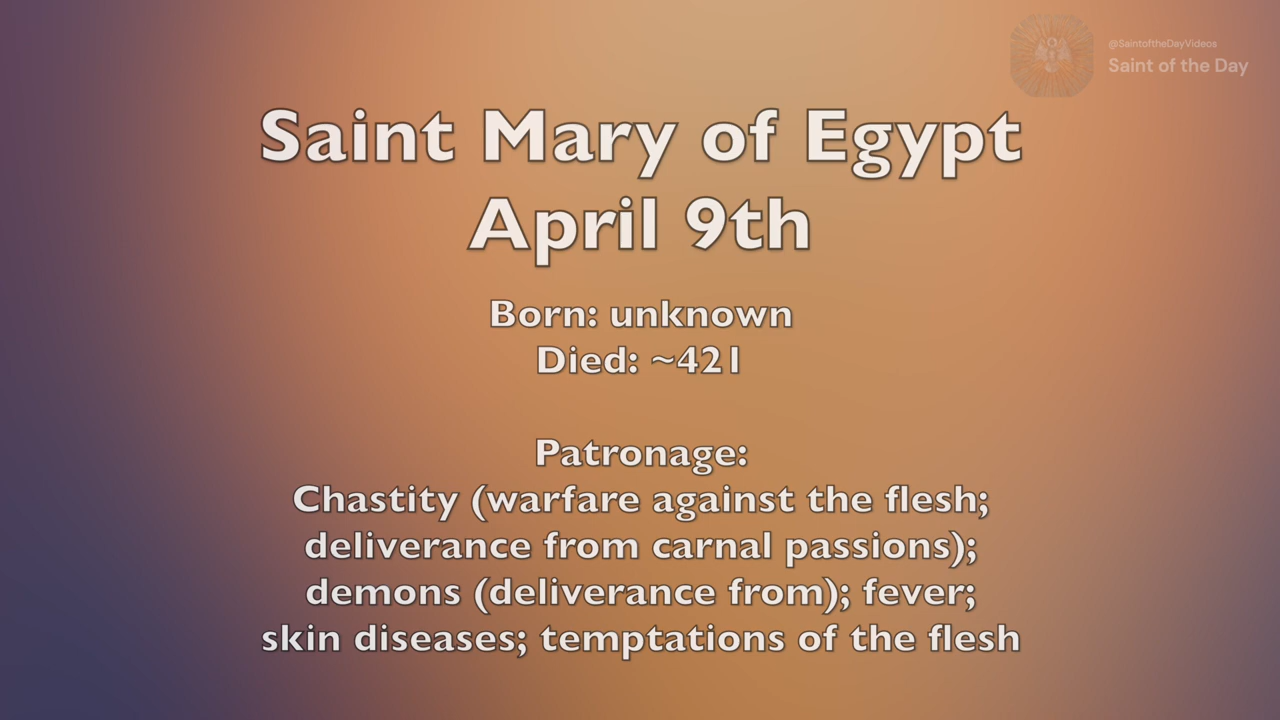 @SaintoftheDayVideos
Saint of the Day
Saint Mary of Egypt
April 9th
Born: unknown
Died: ~421
Patronage:
Chastity (warfare against the flesh;
deliverance from carnal passions);
demons (deliverance from); fever;
skin diseases; temptations of the flesh